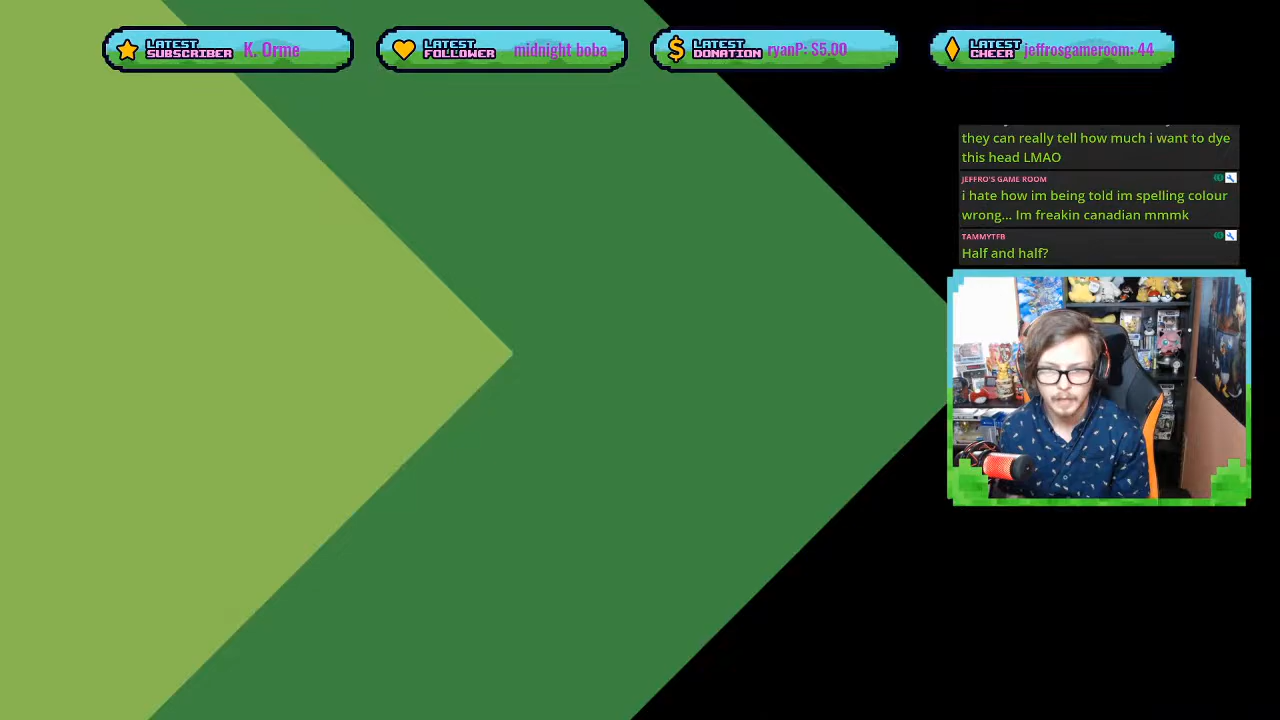 LATEST SUBSCRIBER K. Orme
LATEST FOLLOWER midnight boba
LATEST DONATION ryanP: $5.00
LATEST CHEER jeffrosgameroom: 44
they can really tell how much i want to dye
this head LMAO
JEFFRO'S GAME ROOM
i hate how im being told im spelling colour
wrong... Im freakin canadian mmmk
TAMMYTFB
Half and half?